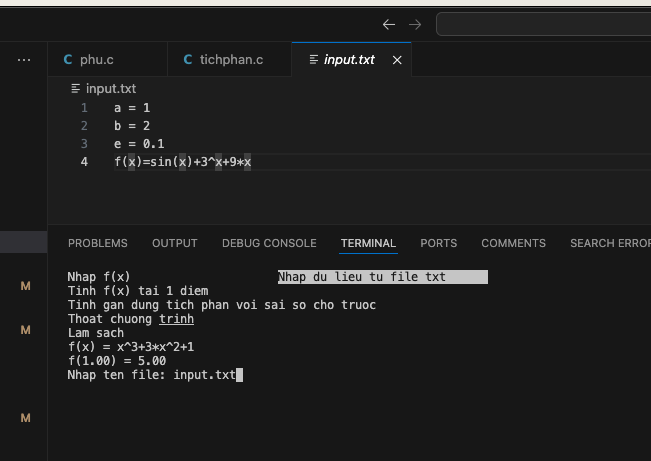 phu.c tichphan.c input.txt
input.txt
1 a = 1
2 b = 2
3 e = 0.1
4 f(x)=sin(x)+3^x+9*x
PROBLEMS OUTPUT DEBUG CONSOLE TERMINAL PORTS COMMENTS SEARCH ERROR
Nhap f(x) Nhap du lieu tu file txt
Tinh f(x) tai 1 diem
Tinh gan dung tich phan voi sai so cho truoc
Thoat chuong trinh
Lam sach
f(x) = x^3+3*x^2+1
f(1.00) = 5.00
Nhap ten file: input.txt
M
M
M